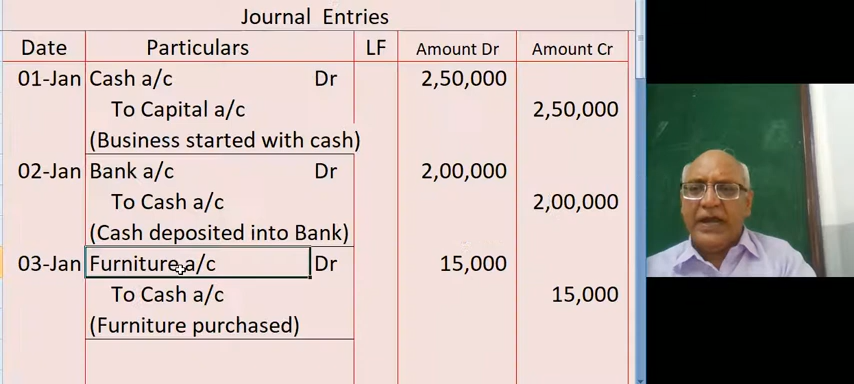 Journal Entries
Date Particulars LF Amount Dr Amount Cr
01-Jan Cash a/c Dr 2,50,000
To Capital a/c 2,50,000
(Business started with cash)
02-Jan Bank a/c Dr 2,00,000
To Cash a/c 2,00,000
(Cash deposited into Bank)
03-Jan Furniture a/c Dr 15,000
To Cash a/c 15,000
(Furniture purchased)